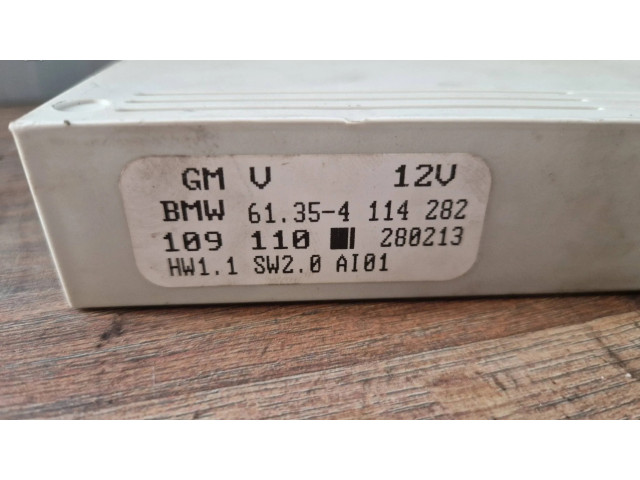 GM V 12V
BMW 61.35-4 114 282
109 110 280213
HW1.1 SW2.0 AI01